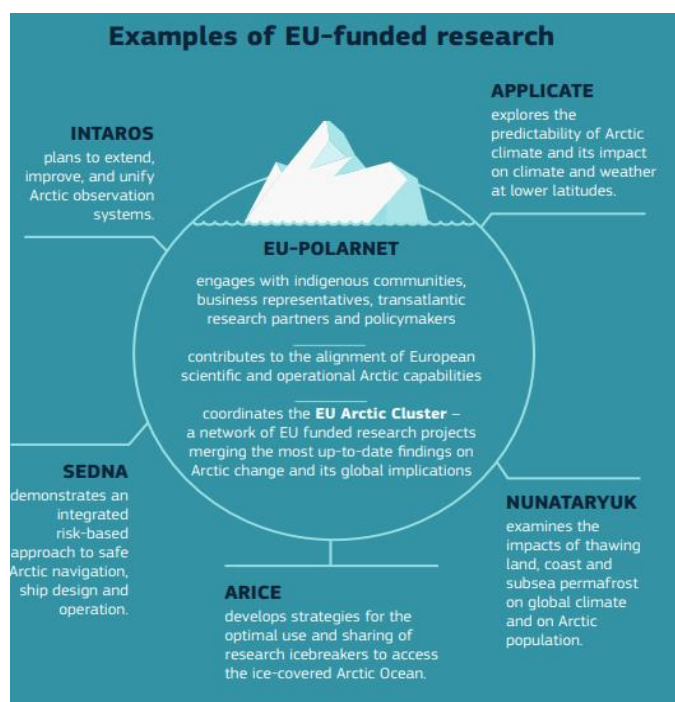 Examples of EU-funded research
APPLICATE
explores the
predictability of Arctic
climate and its impact
on climate and weather
at lower latitudes.
INTAROS
plans to extend,
improve, and unify
Arctic observation
systems.
EU-POLARNET
engages with indigenous communities,
business representatives, transatlantic
research partners and policymakers
contributes to the alignment of European
scientific and operational Arctic capabilities
coordinates the EU Arctic Cluster –
a network of EU funded research projects
merging the most up-to-date findings on
Arctic change and its global implications
SEDNA
demonstrates an
integrated
risk-based
approach to safe
Arctic navigation,
ship design and
operation.
NUNATARYUK
examines the
impacts of thawing
land, coast and
subsea permafrost
on global climate
and on Arctic
population.
ARICE
develops strategies for the
optimal use and sharing of
research icebreakers to access
the ice-covered Arctic Ocean.